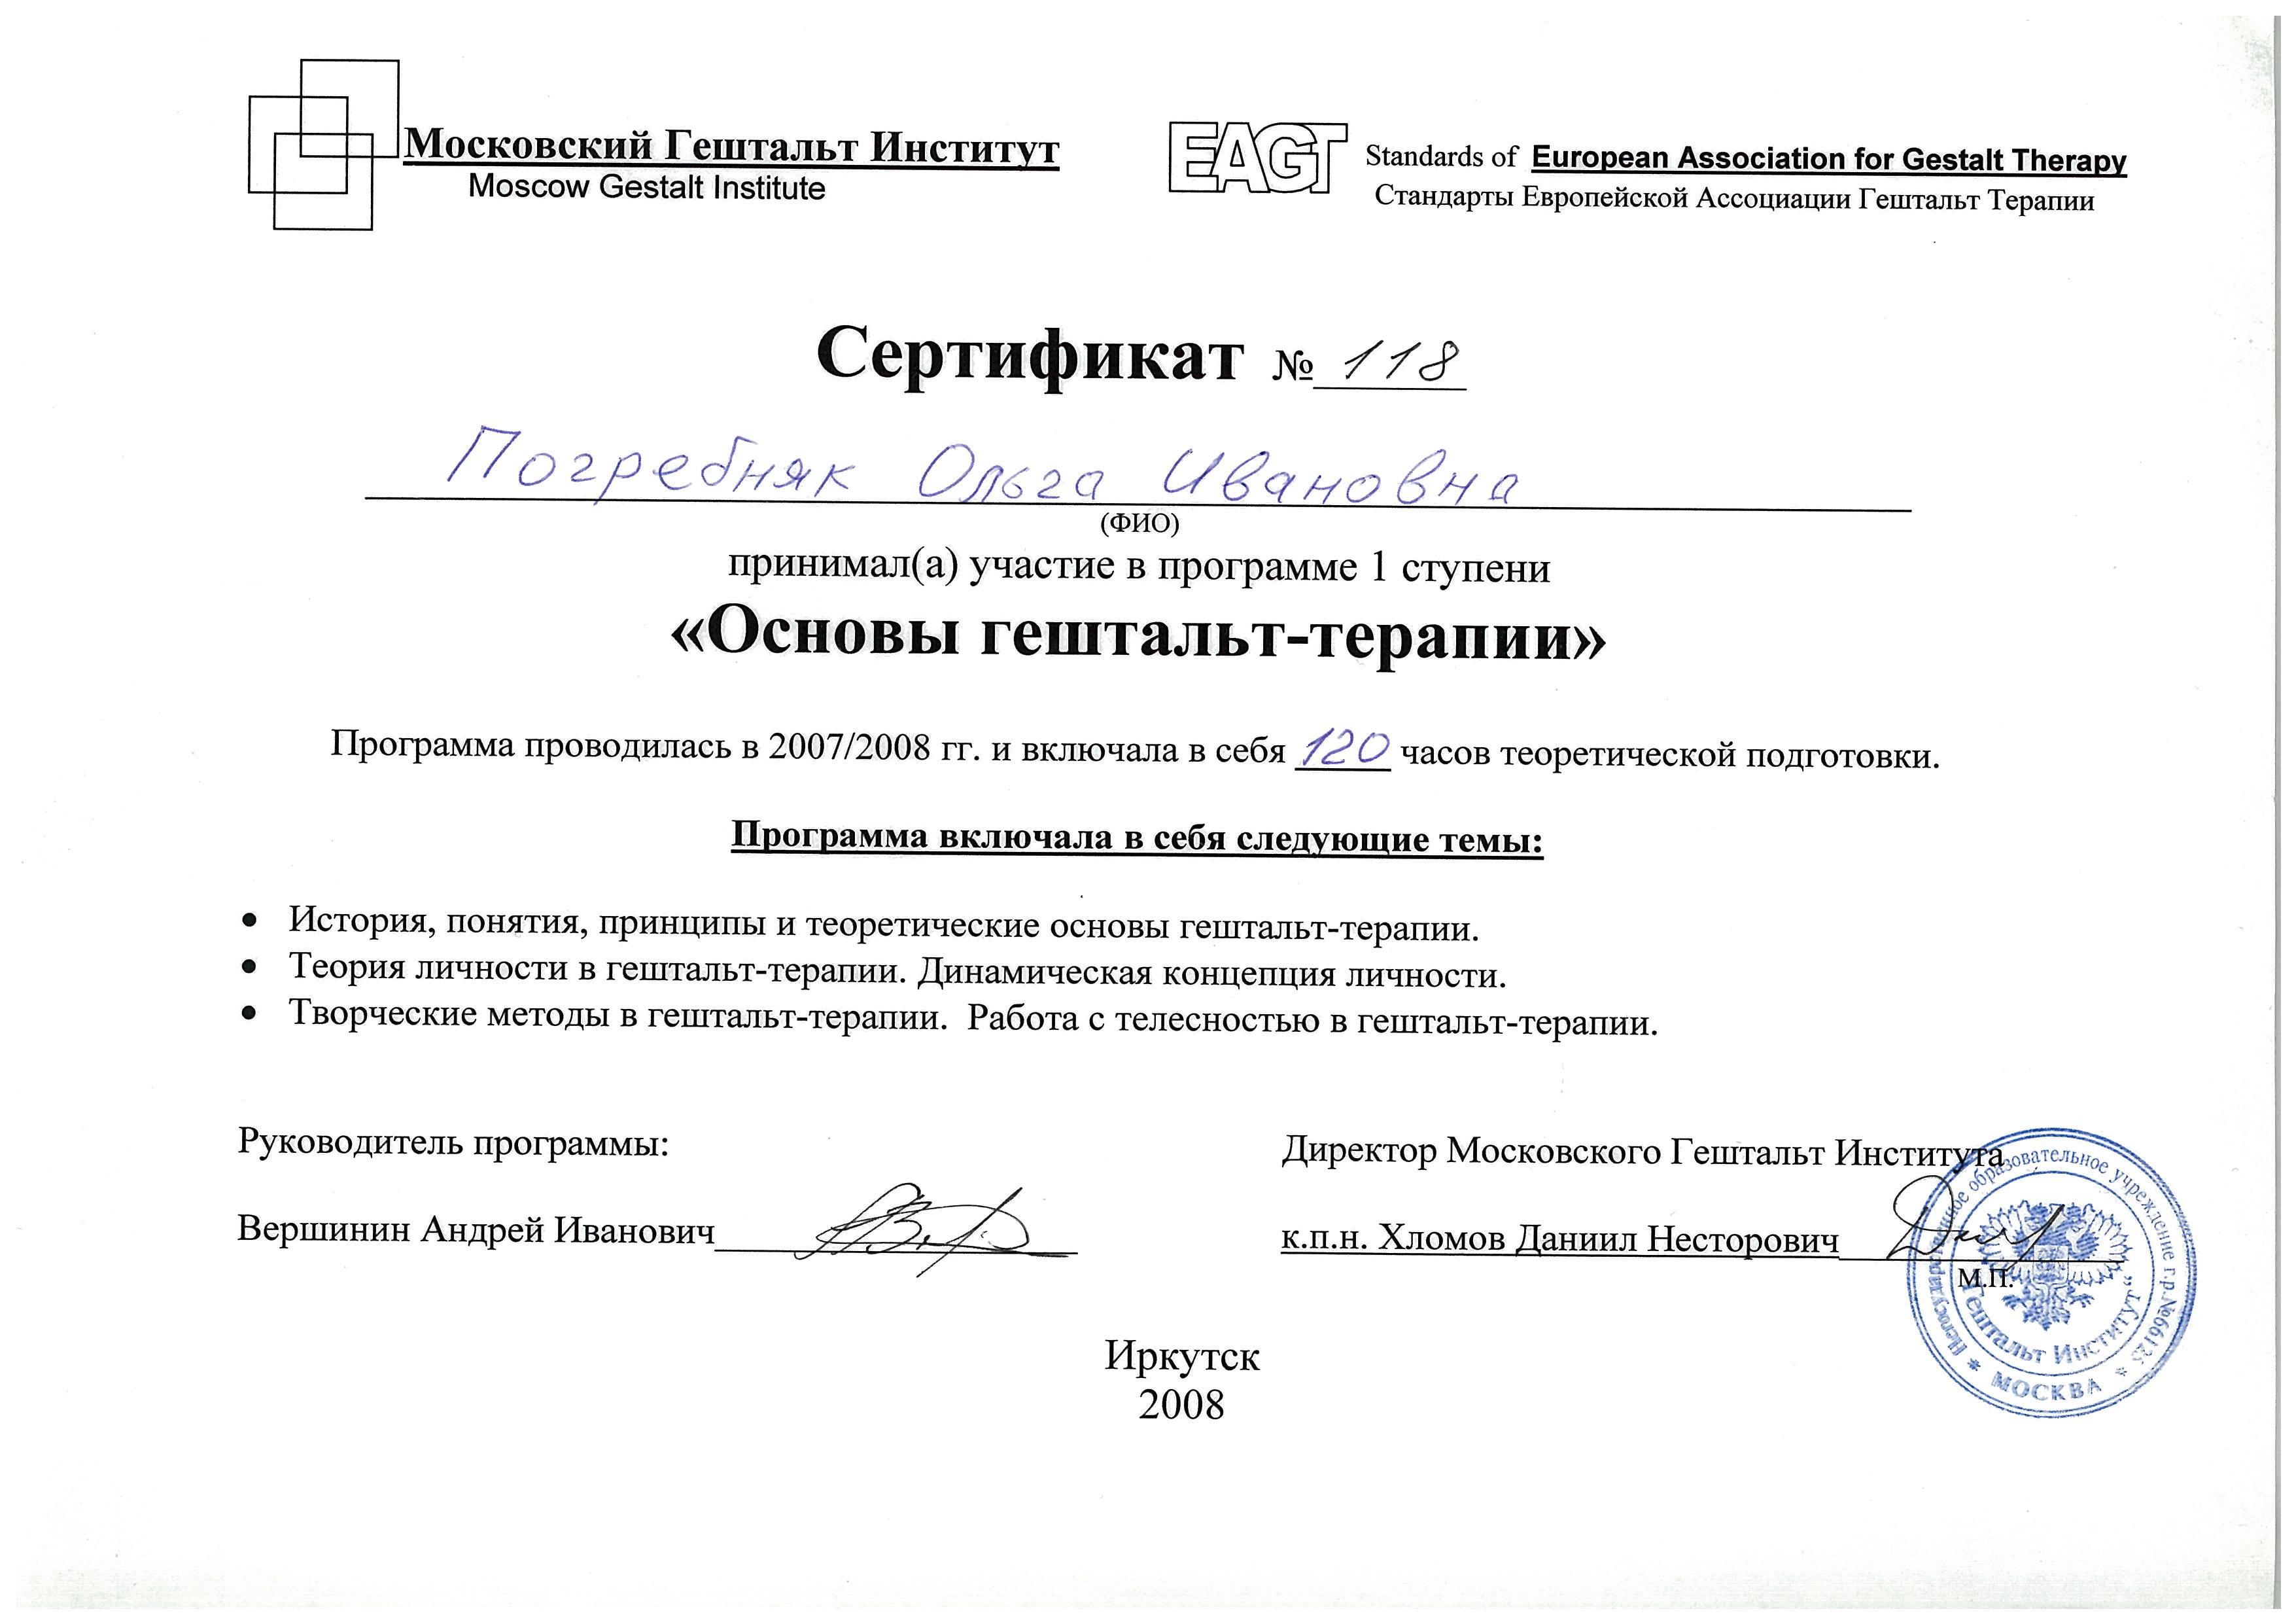 Московский Гештальт Институт
Moscow Gestalt Institute
EAGT
Standards of European Association for Gestalt Therapy
Стандарты Европейской Ассоциации Гештальт Терапии
Сертификат № 118
Погребняк Ольга Ивановна
(ФИО)
принимал(а) участие в программе 1 ступени
«Основы гештальт-терапии»
Программа проводилась в 2007/2008 гг. и включала в себя 120 часов теоретической подготовки.
Программа включала в себя следующие темы:
• История, понятия, принципы и теоретические основы гештальт-терапии.
• Теория личности в гештальт-терапии. Динамическая концепция личности.
• Творческие методы в гештальт-терапии. Работа с телесностью в гештальт-терапии.
Руководитель программы:
Вершинин Андрей Иванович
Директор Московского Гештальт Института
к.п.н. Хломов Даниил Несторович
М.П.
Негосударственное образовательное учреждение г.р.№666125
Гештальт Институт"
* МОСКВА *
Иркутск
2008